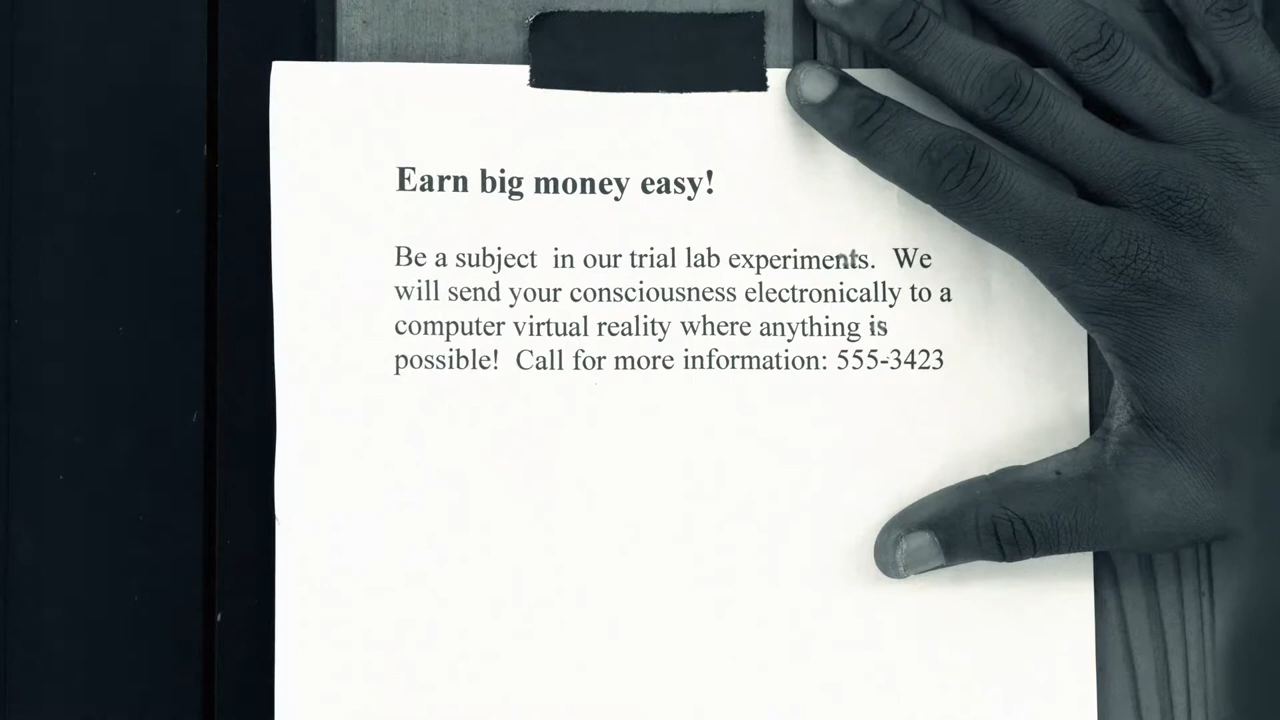 Earn big money easy!
Be a subject  in our trial lab experiments.  We
will send your consciousness electronically to a
computer virtual reality where anything is
possible!  Call for more information: 555-3423